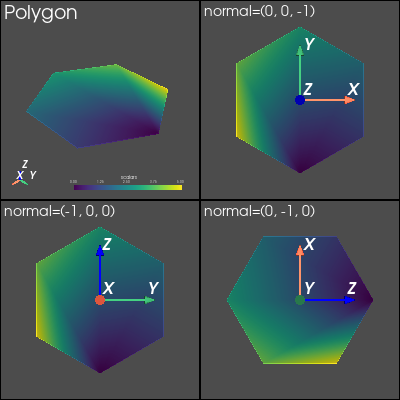 Polygon
Z
X Y
scalars
normal=(0, 0, -1)
Y
Z X
normal=(-1, 0, 0)
Z
X Y
normal=(0, -1, 0)
X
Y Z